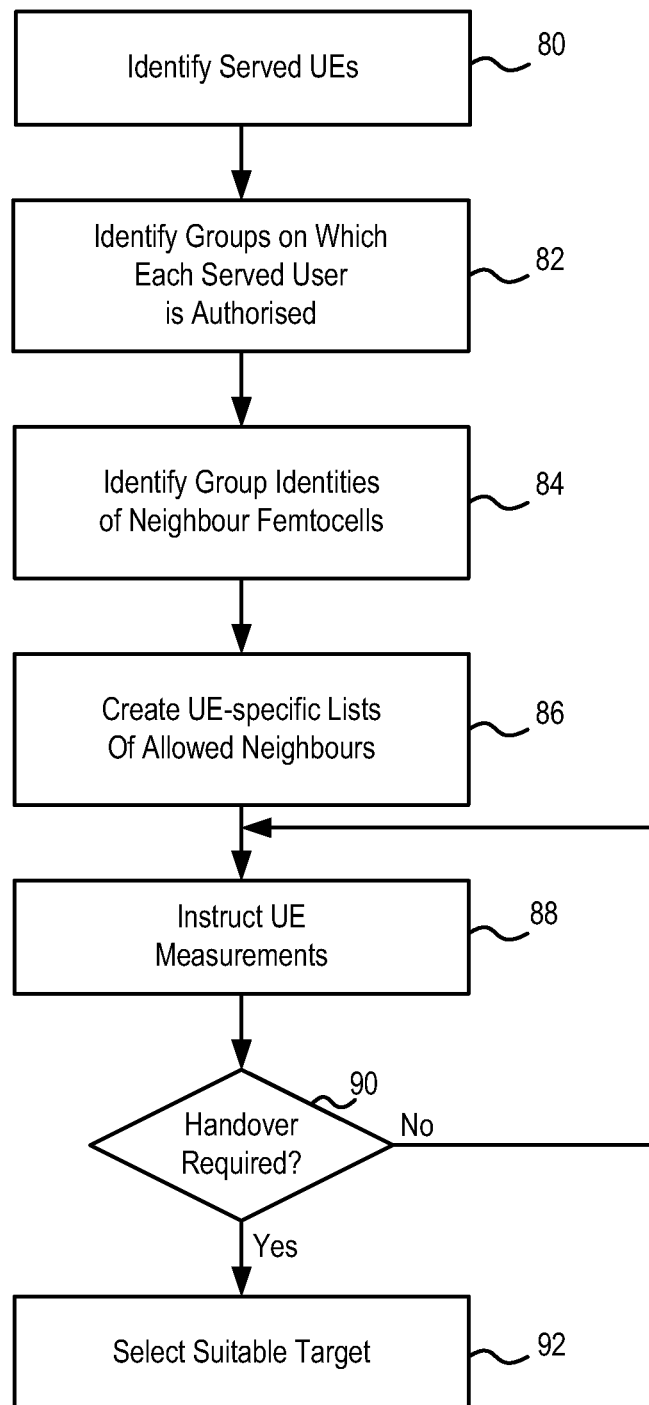 Identify Served UEs
80
Identify Groups on Which
Each Served User
is Authorised
82
Identify Group Identities
of Neighbour Femtocells
84
Create UE-specific Lists
Of Allowed Neighbours
86
Instruct UE
Measurements
88
90
Handover
Required?
No
Yes
Select Suitable Target
92